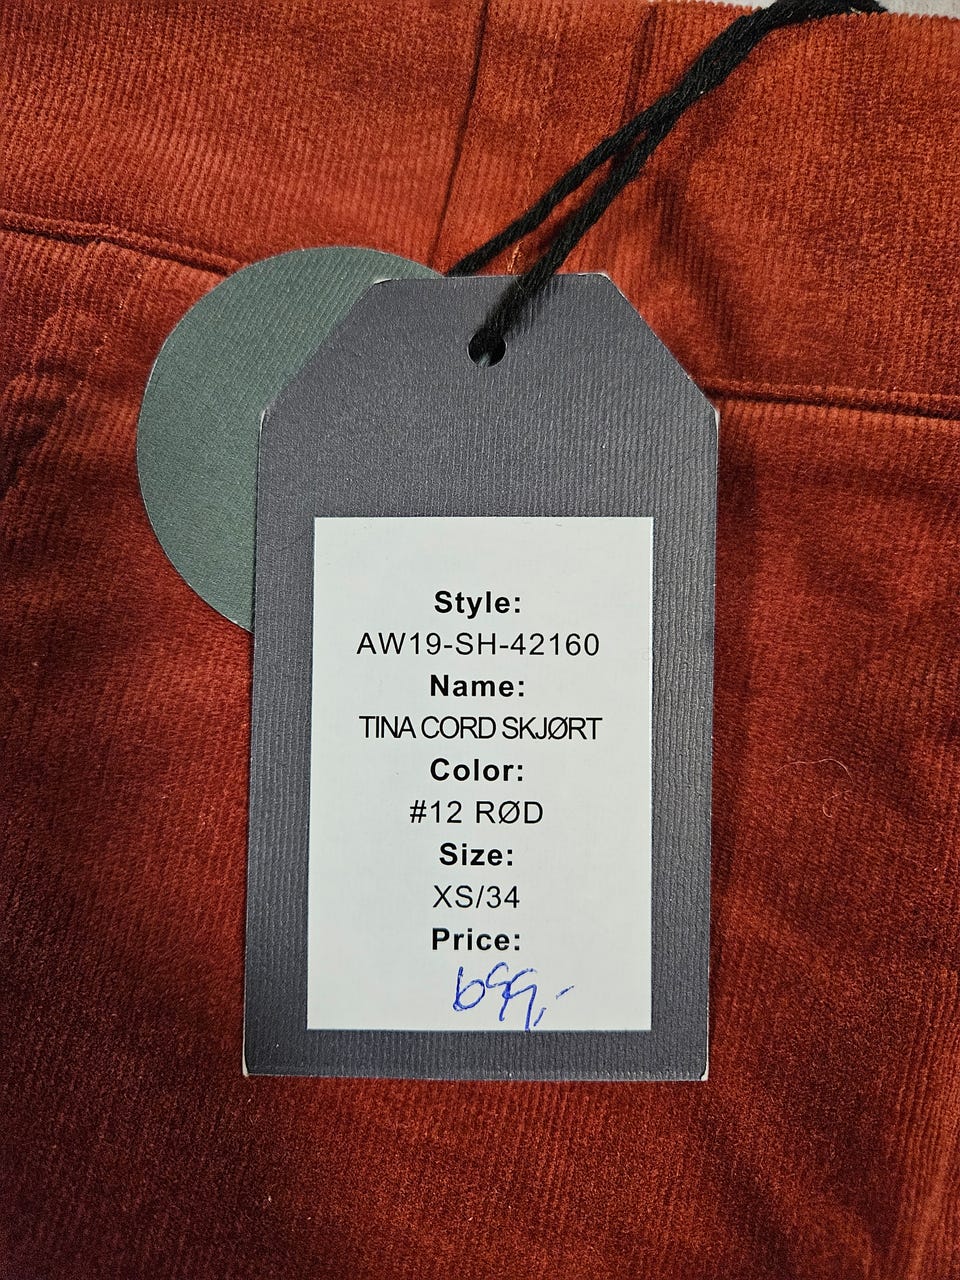 Style:
AW19-SH-42160
Name:
TINA CORD SKJØRT
Color:
#12 RØD
Size:
XS/34
Price:
699,-